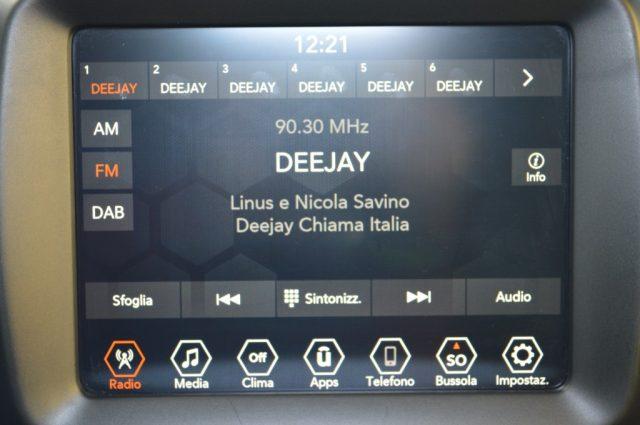 12:21
1 DEEJAY 2 DEEJAY 3 DEEJAY 4 DEEJAY 5 DEEJAY 6 DEEJAY
AM
90.30 MHz
FM
DEEJAY
Info
DAB
Linus e Nicola Savino
Deejay Chiama Italia
Sfoglia Sintonizz. Audio
Off SO
Radio Media Clima Apps Telefono Bussola Impostaz.